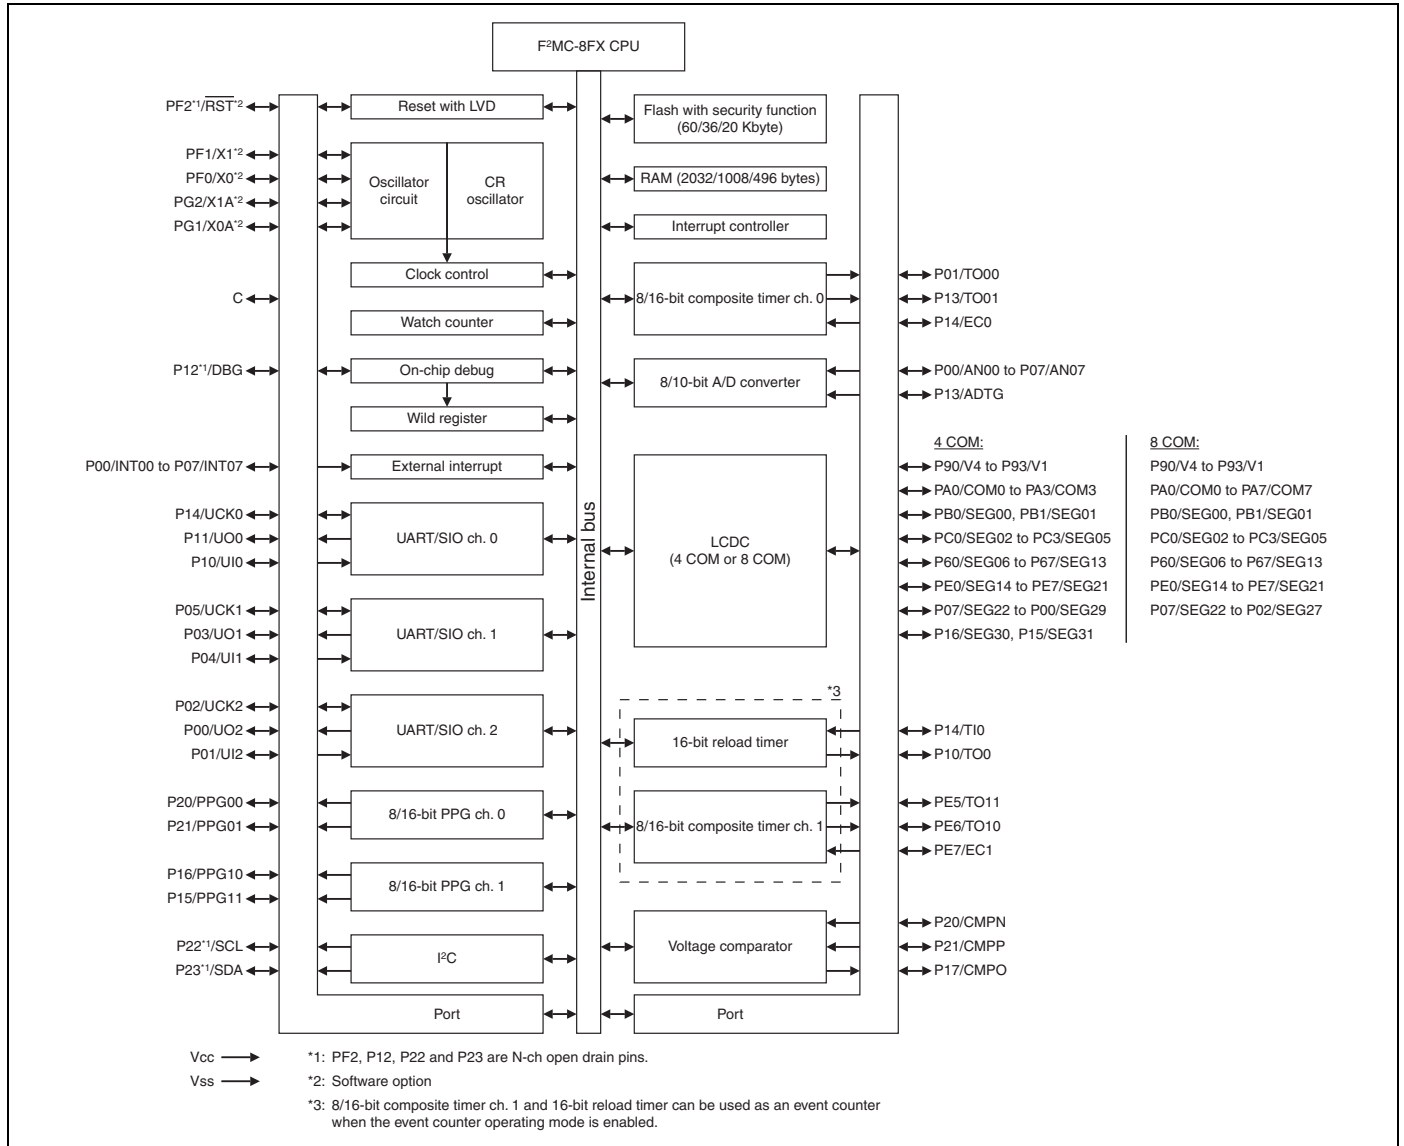 F²MC-8FX CPU
PF2*1/RST*2
PF1/X1*2
PF0/X0*2
PG2/X1A*2
PG1/X0A*2
C
P12*1/DBG
P00/INT00 to P07/INT07
P14/UCK0
P11/UO0
P10/UI0
P05/UCK1
P03/UO1
P04/UI1
P02/UCK2
P00/UO2
P01/UI2
P20/PPG00
P21/PPG01
P16/PPG10
P15/PPG11
P22*1/SCL
P23*1/SDA
Reset with LVD
Oscillator
circuit
CR
oscillator
Clock control
Watch counter
On-chip debug
Wild register
External interrupt
UART/SIO ch. 0
UART/SIO ch. 1
UART/SIO ch. 2
8/16-bit PPG ch. 0
8/16-bit PPG ch. 1
I²C
Port
Internal bus
Flash with security function
(60/36/20 Kbyte)
RAM (2032/1008/496 bytes)
Interrupt controller
8/16-bit composite timer ch. 0
8/10-bit A/D converter
LCDC
(4 COM or 8 COM)
*3
16-bit reload timer
8/16-bit composite timer ch. 1
Voltage comparator
Port
P01/TO00
P13/TO01
P14/EC0
P00/AN00 to P07/AN07
P13/ADTG
4 COM:
P90/V4 to P93/V1
PA0/COM0 to PA3/COM3
PB0/SEG00, PB1/SEG01
PC0/SEG02 to PC3/SEG05
P60/SEG06 to P67/SEG13
PE0/SEG14 to PE7/SEG21
P07/SEG22 to P00/SEG29
P16/SEG30, P15/SEG31
8 COM:
P90/V4 to P93/V1
PA0/COM0 to PA7/COM7
PB0/SEG00, PB1/SEG01
PC0/SEG02 to PC3/SEG05
P60/SEG06 to P67/SEG13
PE0/SEG14 to PE7/SEG21
P07/SEG22 to P02/SEG27
P14/TI0
P10/TO0
PE5/TO11
PE6/TO10
PE7/EC1
P20/CMPN
P21/CMPP
P17/CMPO
Vcc
Vss
*1: PF2, P12, P22 and P23 are N-ch open drain pins.
*2: Software option
*3: 8/16-bit composite timer ch. 1 and 16-bit reload timer can be used as an event counter
when the event counter operating mode is enabled.